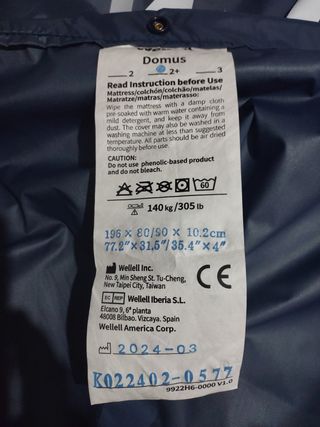 Domus
2 2+ 3
Read Instruction before Use
Mattress/colchón/colchão/matelas/
Matratze/matras/materasso:
Wipe the mattress with a damp cloth
pre-soaked with warm water containing a
mild detergent, and keep it away from
dust. The cover may also be washed in a
washing machine at less than suggested
temperature. All parts should be air dried
thoroughly before use.
CAUTION:
Do not use phenolic-based product
and do not bleach.
60
140 kg/305 lb
196 × 80/90 × 10.2cm
77.2"×31.5"/35.4"×4"
Wellell Inc.
No. 9, Min Sheng St. Tu-Cheng,
New Taipei City, Taiwan
CE
EC REP Wellell Iberia S.L.
Elcano 9, 6ª planta
48008 Bilbao. Vizcaya. Spain
Wellell America Corp.
2024-03
K022402-0577
9922H6-0000 V1.0